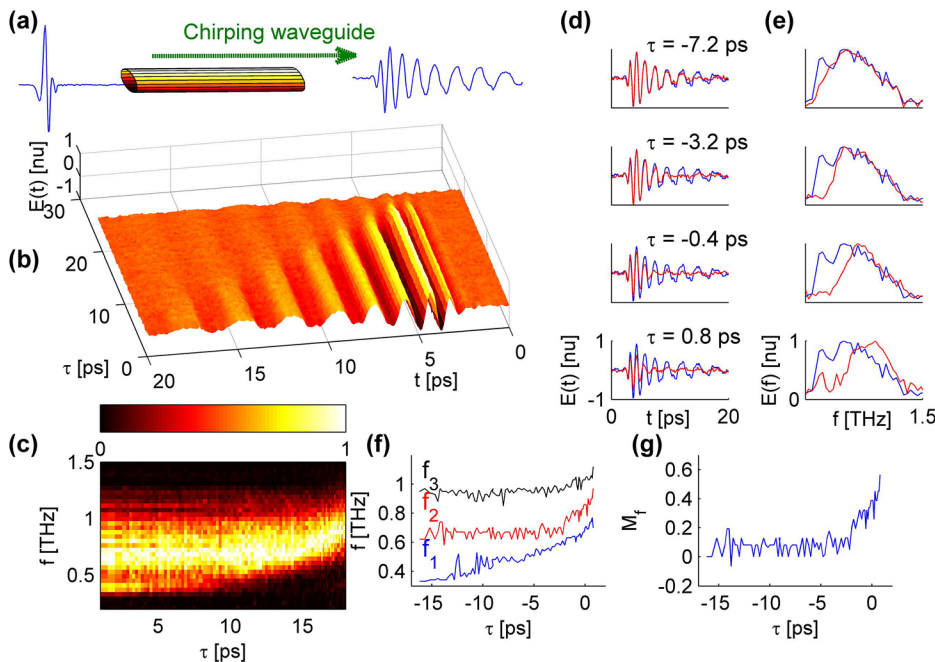 (a)
Chirping waveguide
E(t) [nu]
1
0
-1
30
(b)
20
10
0
τ [ps]
20
15
10
5
0
t [ps]
0
1
(c)
1.5
1
0.5
f [THz]
5
10
15
τ [ps]
(d)
τ = -7.2 ps
τ = -3.2 ps
τ = -0.4 ps
τ = 0.8 ps
E(t) [nu]
1
-1
0
20
t [ps]
(e)
E(f) [nu]
1
0
1.5
f [THz]
(f)
f3
f2
f1
f [THz]
1
0.8
0.6
0.4
-15
-10
-5
0
τ [ps]
(g)
Mf
0.6
0.4
0.2
0
-0.2
-15
-10
-5
0
τ [ps]